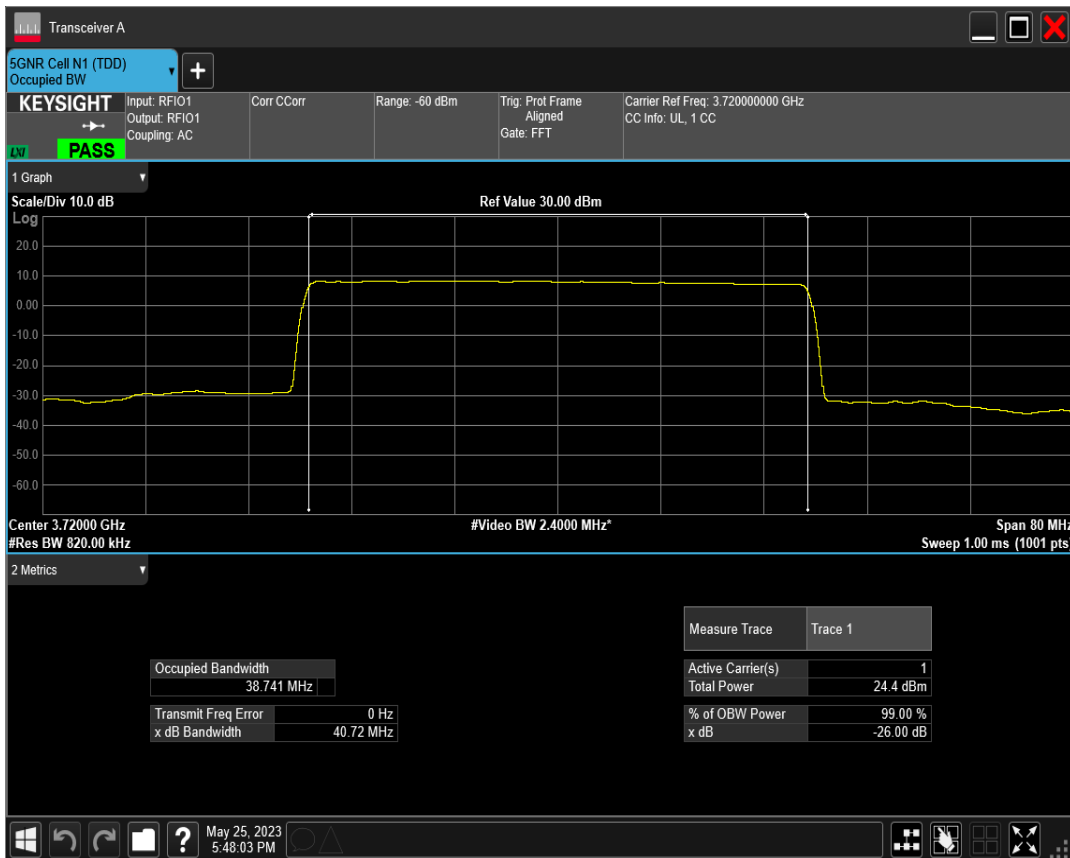 Transceiver A
5GNR Cell N1 (TDD)
Occupied BW
+
KEYSIGHT
LXI
PASS
Input: RFIO1
Output: RFIO1
Coupling: AC
Corr CCorr
Range: -60 dBm
Trig: Prot Frame
Aligned
Gate: FFT
Carrier Ref Freq: 3.720000000 GHz
CC Info: UL, 1 CC
1 Graph
Scale/Div 10.0 dB
Ref Value 30.00 dBm
Log
20.0
10.0
0.00
-10.0
-20.0
-30.0
-40.0
-50.0
-60.0
Center 3.72000 GHz
#Video BW 2.4000 MHz*
Span 80 MHz
#Res BW 820.00 kHz
Sweep 1.00 ms (1001 pts)
2 Metrics
Measure Trace Trace 1
Occupied Bandwidth
38.741 MHz
Active Carrier(s) 1
Total Power 24.4 dBm
Transmit Freq Error 0 Hz
x dB Bandwidth 40.72 MHz
% of OBW Power 99.00 %
x dB -26.00 dB
?
May 25, 2023
5:48:03 PM